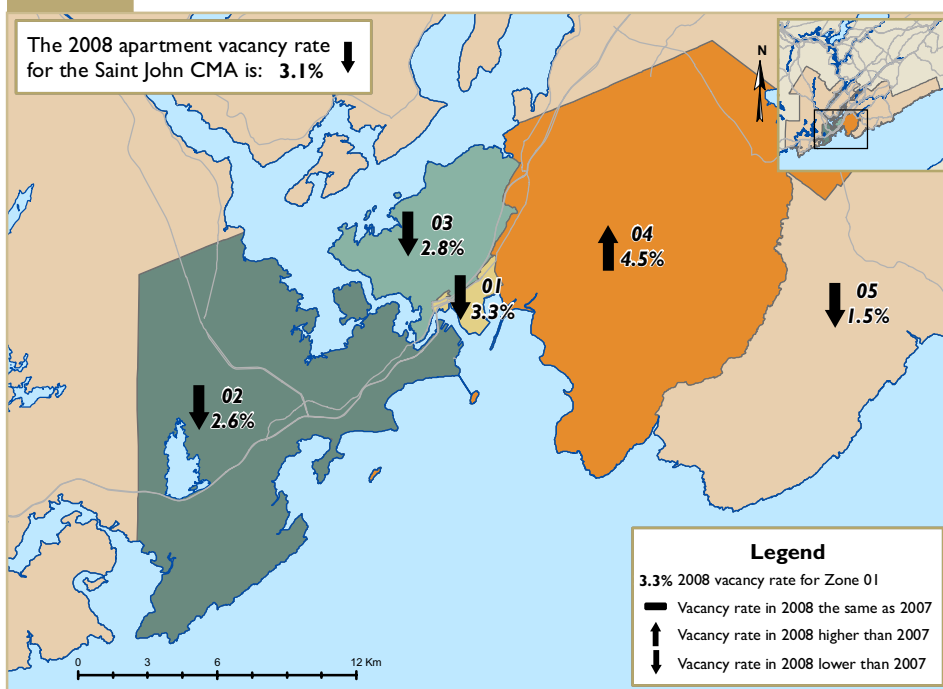 The 2008 apartment vacancy rate
for the Saint John CMA is: 3.1%
N
03
2.8%
04
4.5%
01
3.3%
05
1.5%
02
2.6%
Legend
3.3% 2008 vacancy rate for Zone 01
Vacancy rate in 2008 the same as 2007
Vacancy rate in 2008 higher than 2007
Vacancy rate in 2008 lower than 2007
0 3 6 12 Km